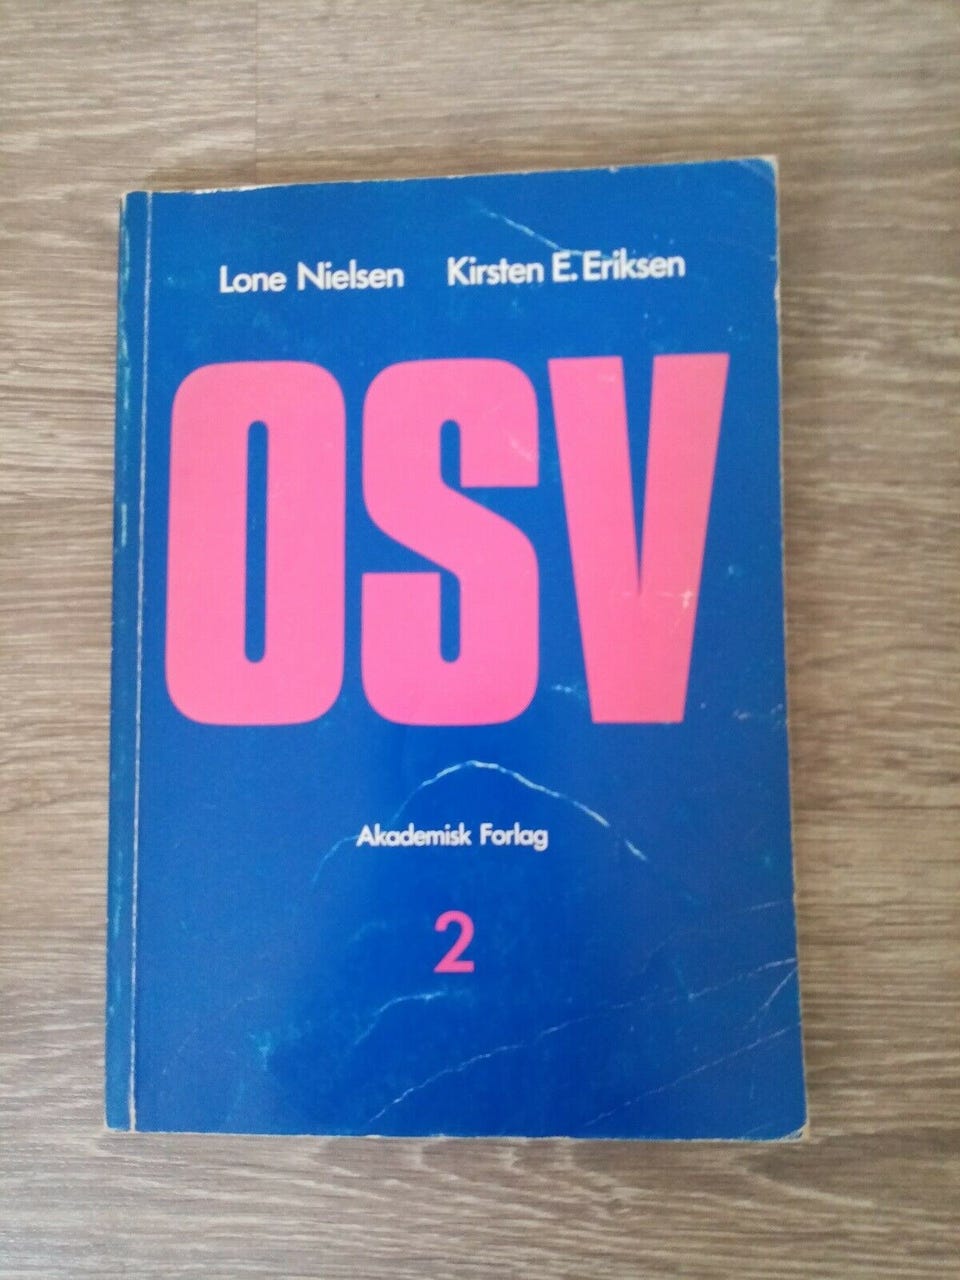 Lone Nielsen Kirsten E. Eriksen
OSV
Akademisk Forlag
2